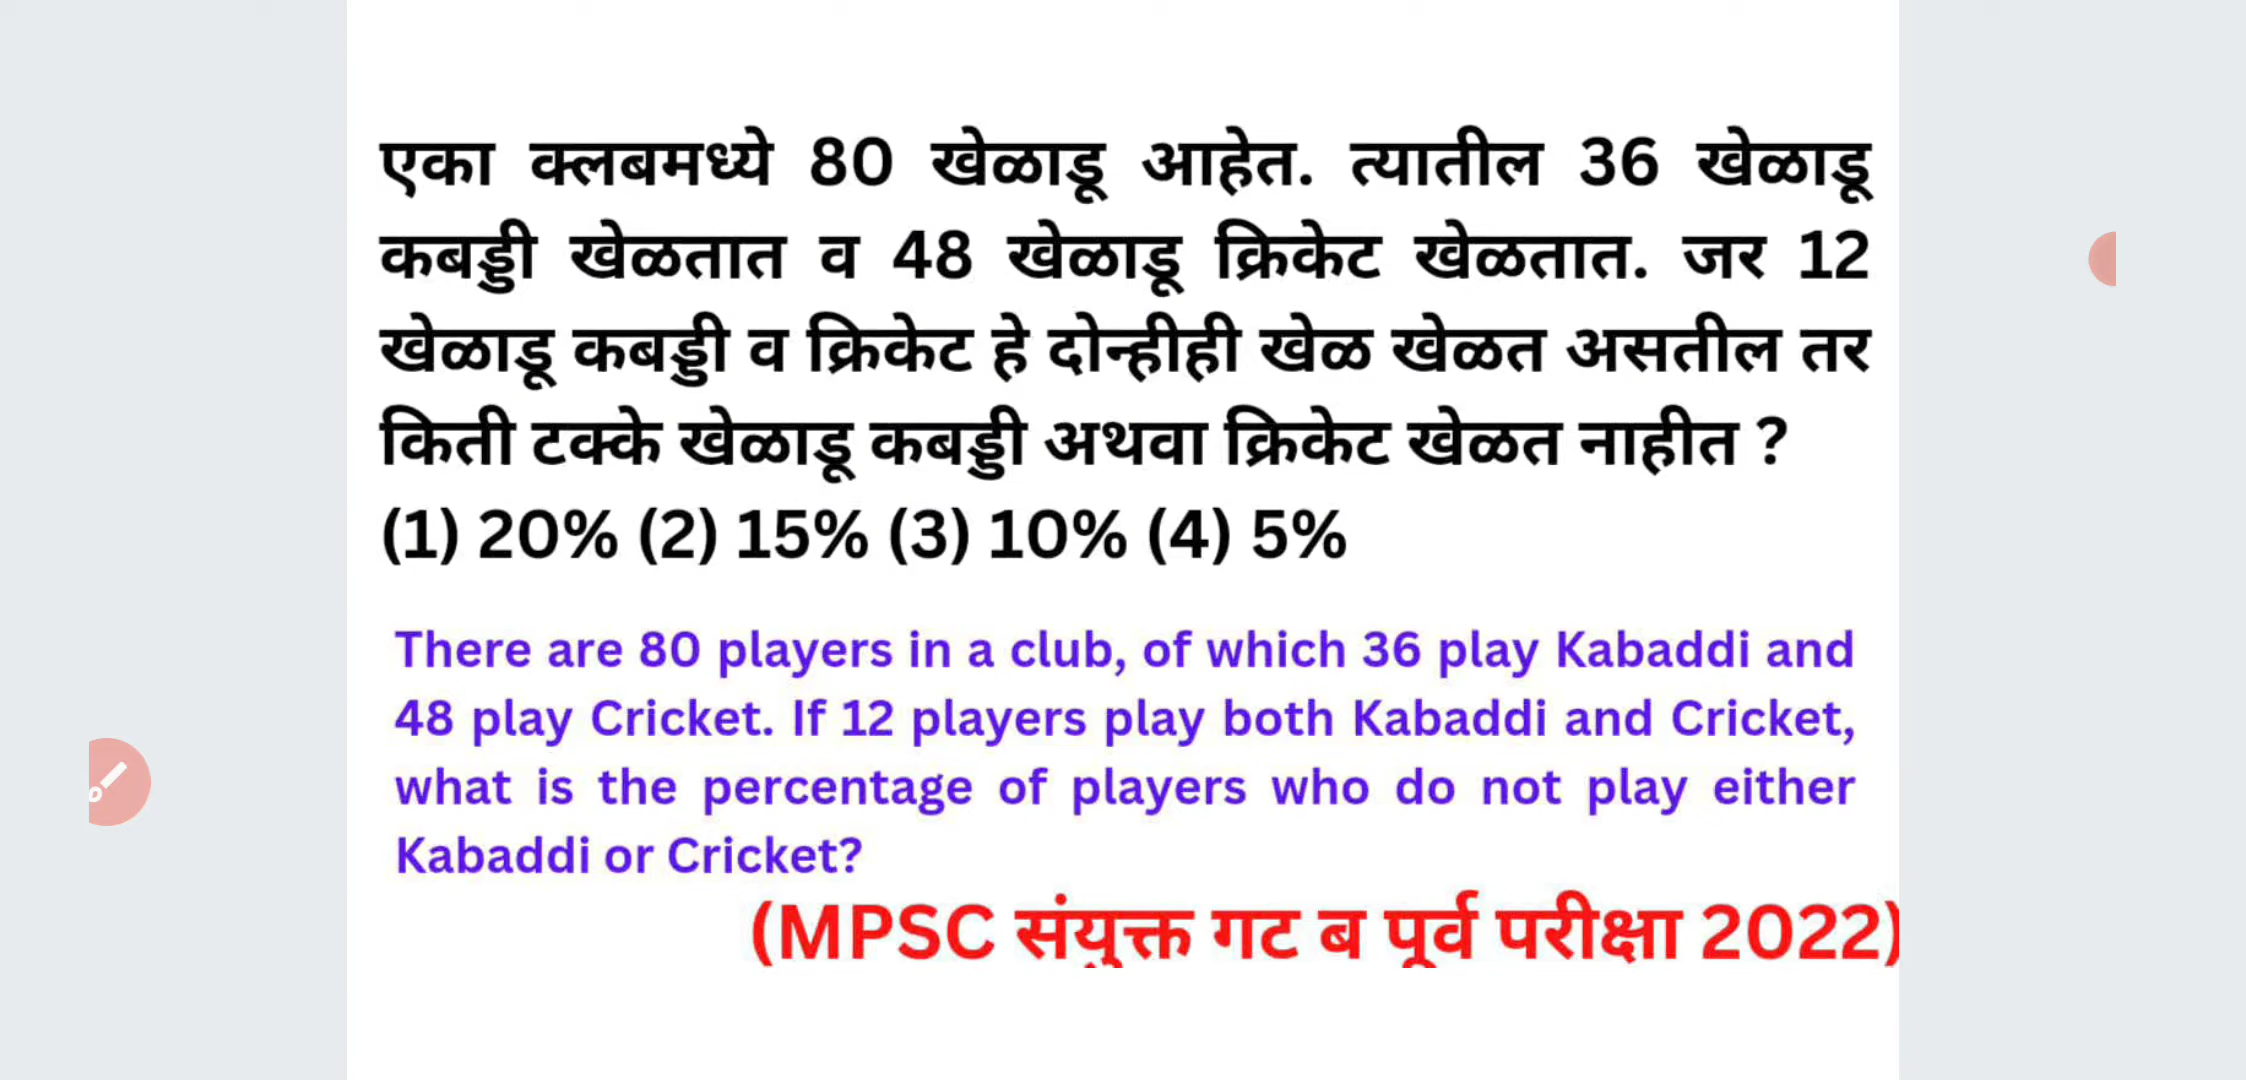 एका क्लबमध्ये 80 खेळाडू आहेत. त्यातील 36 खेळाडू
कबड्डी खेळतात व 48 खेळाडू क्रिकेट खेळतात. जर 12
खेळाडू कबड्डी व क्रिकेट हे दोन्हीही खेळ खेळत असतील तर
किती टक्के खेळाडू कबड्डी अथवा क्रिकेट खेळत नाहीत ?
(1) 20% (2) 15% (3) 10% (4) 5%
There are 80 players in a club, of which 36 play Kabaddi and
48 play Cricket. If 12 players play both Kabaddi and Cricket,
what is the percentage of players who do not play either
Kabaddi or Cricket?
(MPSC संयुक्त गट ब पूर्व परीक्षा 2022)